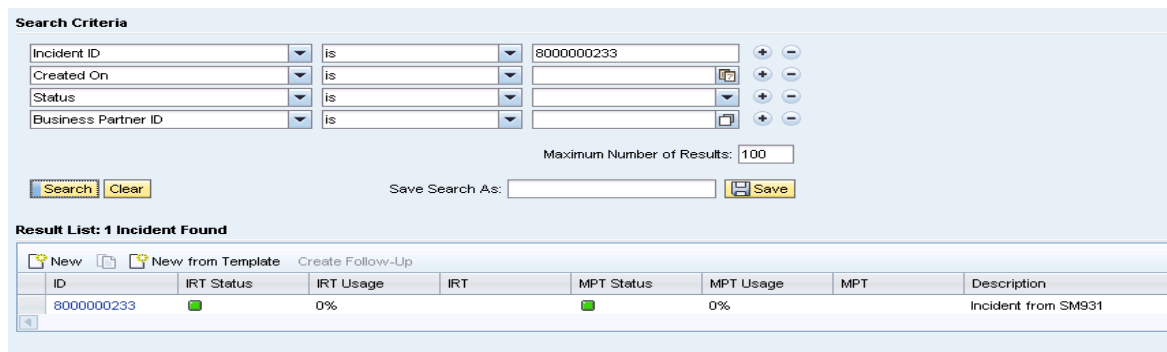 Search Criteria
Incident ID is 8000000233
Created On is
Status is
Business Partner ID is
Maximum Number of Results: 100
Search Clear Save Search As: Save
Result List: 1 Incident Found
New New from Template Create Follow-Up
ID IRT Status IRT Usage IRT MPT Status MPT Usage MPT Description
8000000233 0% 0% Incident from SM931